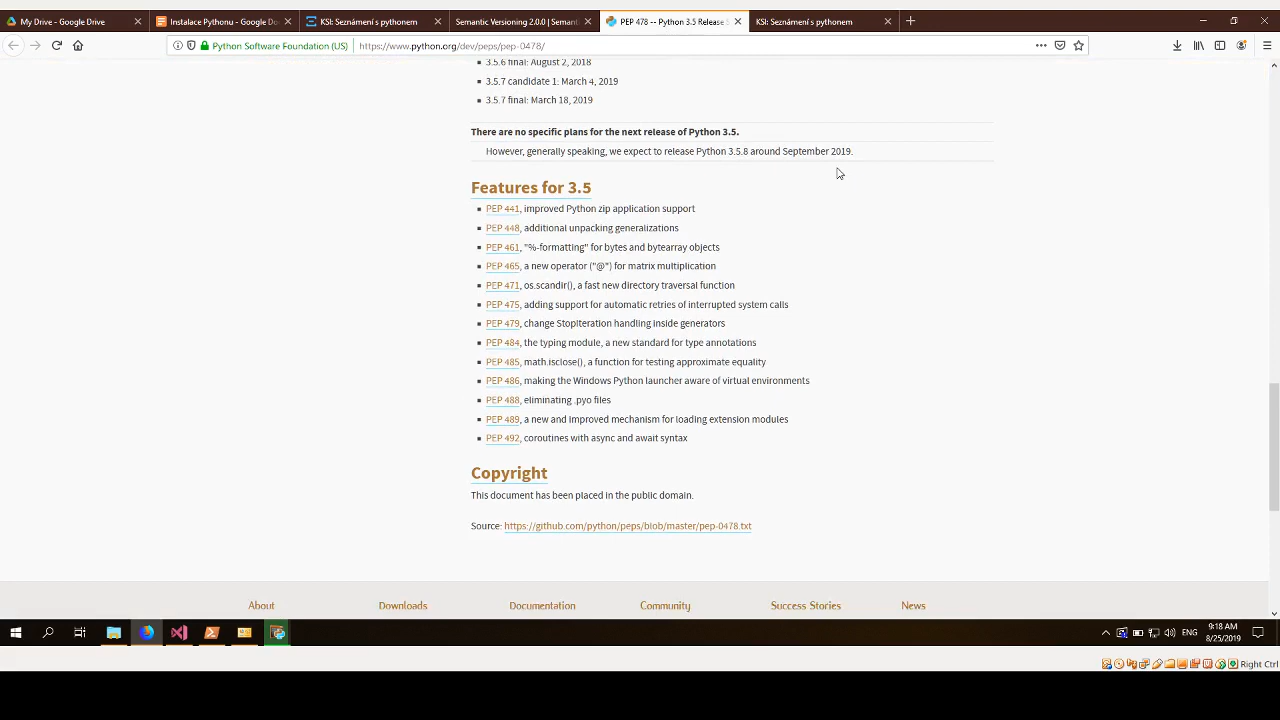 My Drive - Google Drive
Instalace Pythonu - Google Do
KSI: Seznámení s pythonem
Semantic Versioning 2.0.0 | Semanti
PEP 478 -- Python 3.5 Release S
KSI: Seznámení s pythonem
Python Software Foundation (US)
https://www.python.org/dev/peps/pep-0478/
3.5.6 final: August 2, 2018
3.5.7 candidate 1: March 4, 2019
3.5.7 final: March 18, 2019
There are no specific plans for the next release of Python 3.5.
However, generally speaking, we expect to release Python 3.5.8 around September 2019.
Features for 3.5
PEP 441, improved Python zip application support
PEP 448, additional unpacking generalizations
PEP 461, "%-formatting" for bytes and bytearray objects
PEP 465, a new operator ("@") for matrix multiplication
PEP 471, os.scandir(), a fast new directory traversal function
PEP 475, adding support for automatic retries of interrupted system calls
PEP 479, change StopIteration handling inside generators
PEP 484, the typing module, a new standard for type annotations
PEP 485, math.isclose(), a function for testing approximate equality
PEP 486, making the Windows Python launcher aware of virtual environments
PEP 488, eliminating .pyo files
PEP 489, a new and improved mechanism for loading extension modules
PEP 492, coroutines with async and await syntax
Copyright
This document has been placed in the public domain.
Source: https://github.com/python/peps/blob/master/pep-0478.txt
About
Downloads
Documentation
Community
Success Stories
News
ENG
9:18 AM
8/25/2019
Right Ctrl